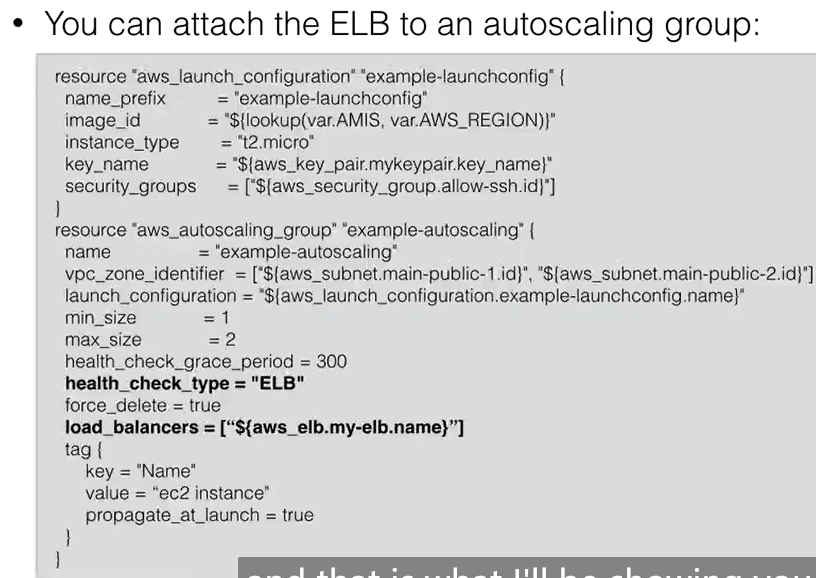 • You can attach the ELB to an autoscaling group:
resource "aws_launch_configuration" "example-launchconfig" {
name_prefix = "example-launchconfig"
image_id = "${lookup(var.AMIS, var.AWS_REGION)}"
instance_type = "t2.micro"
key_name = "${aws_key_pair.mykeypair.key_name}"
security_groups = ["${aws_security_group.allow-ssh.id}"]
}
resource "aws_autoscaling_group" "example-autoscaling" {
name = "example-autoscaling"
vpc_zone_identifier = ["${aws_subnet.main-public-1.id}", "${aws_subnet.main-public-2.id}"]
launch_configuration = "${aws_launch_configuration.example-launchconfig.name}"
min_size = 1
max_size = 2
health_check_grace_period = 300
health_check_type = "ELB"
force_delete = true
load_balancers = [“${aws_elb.my-elb.name}”]
tag {
key = "Name"
value = “ec2 instance"
propagate_at_launch = true
}
}
and that is what I'll be showing you